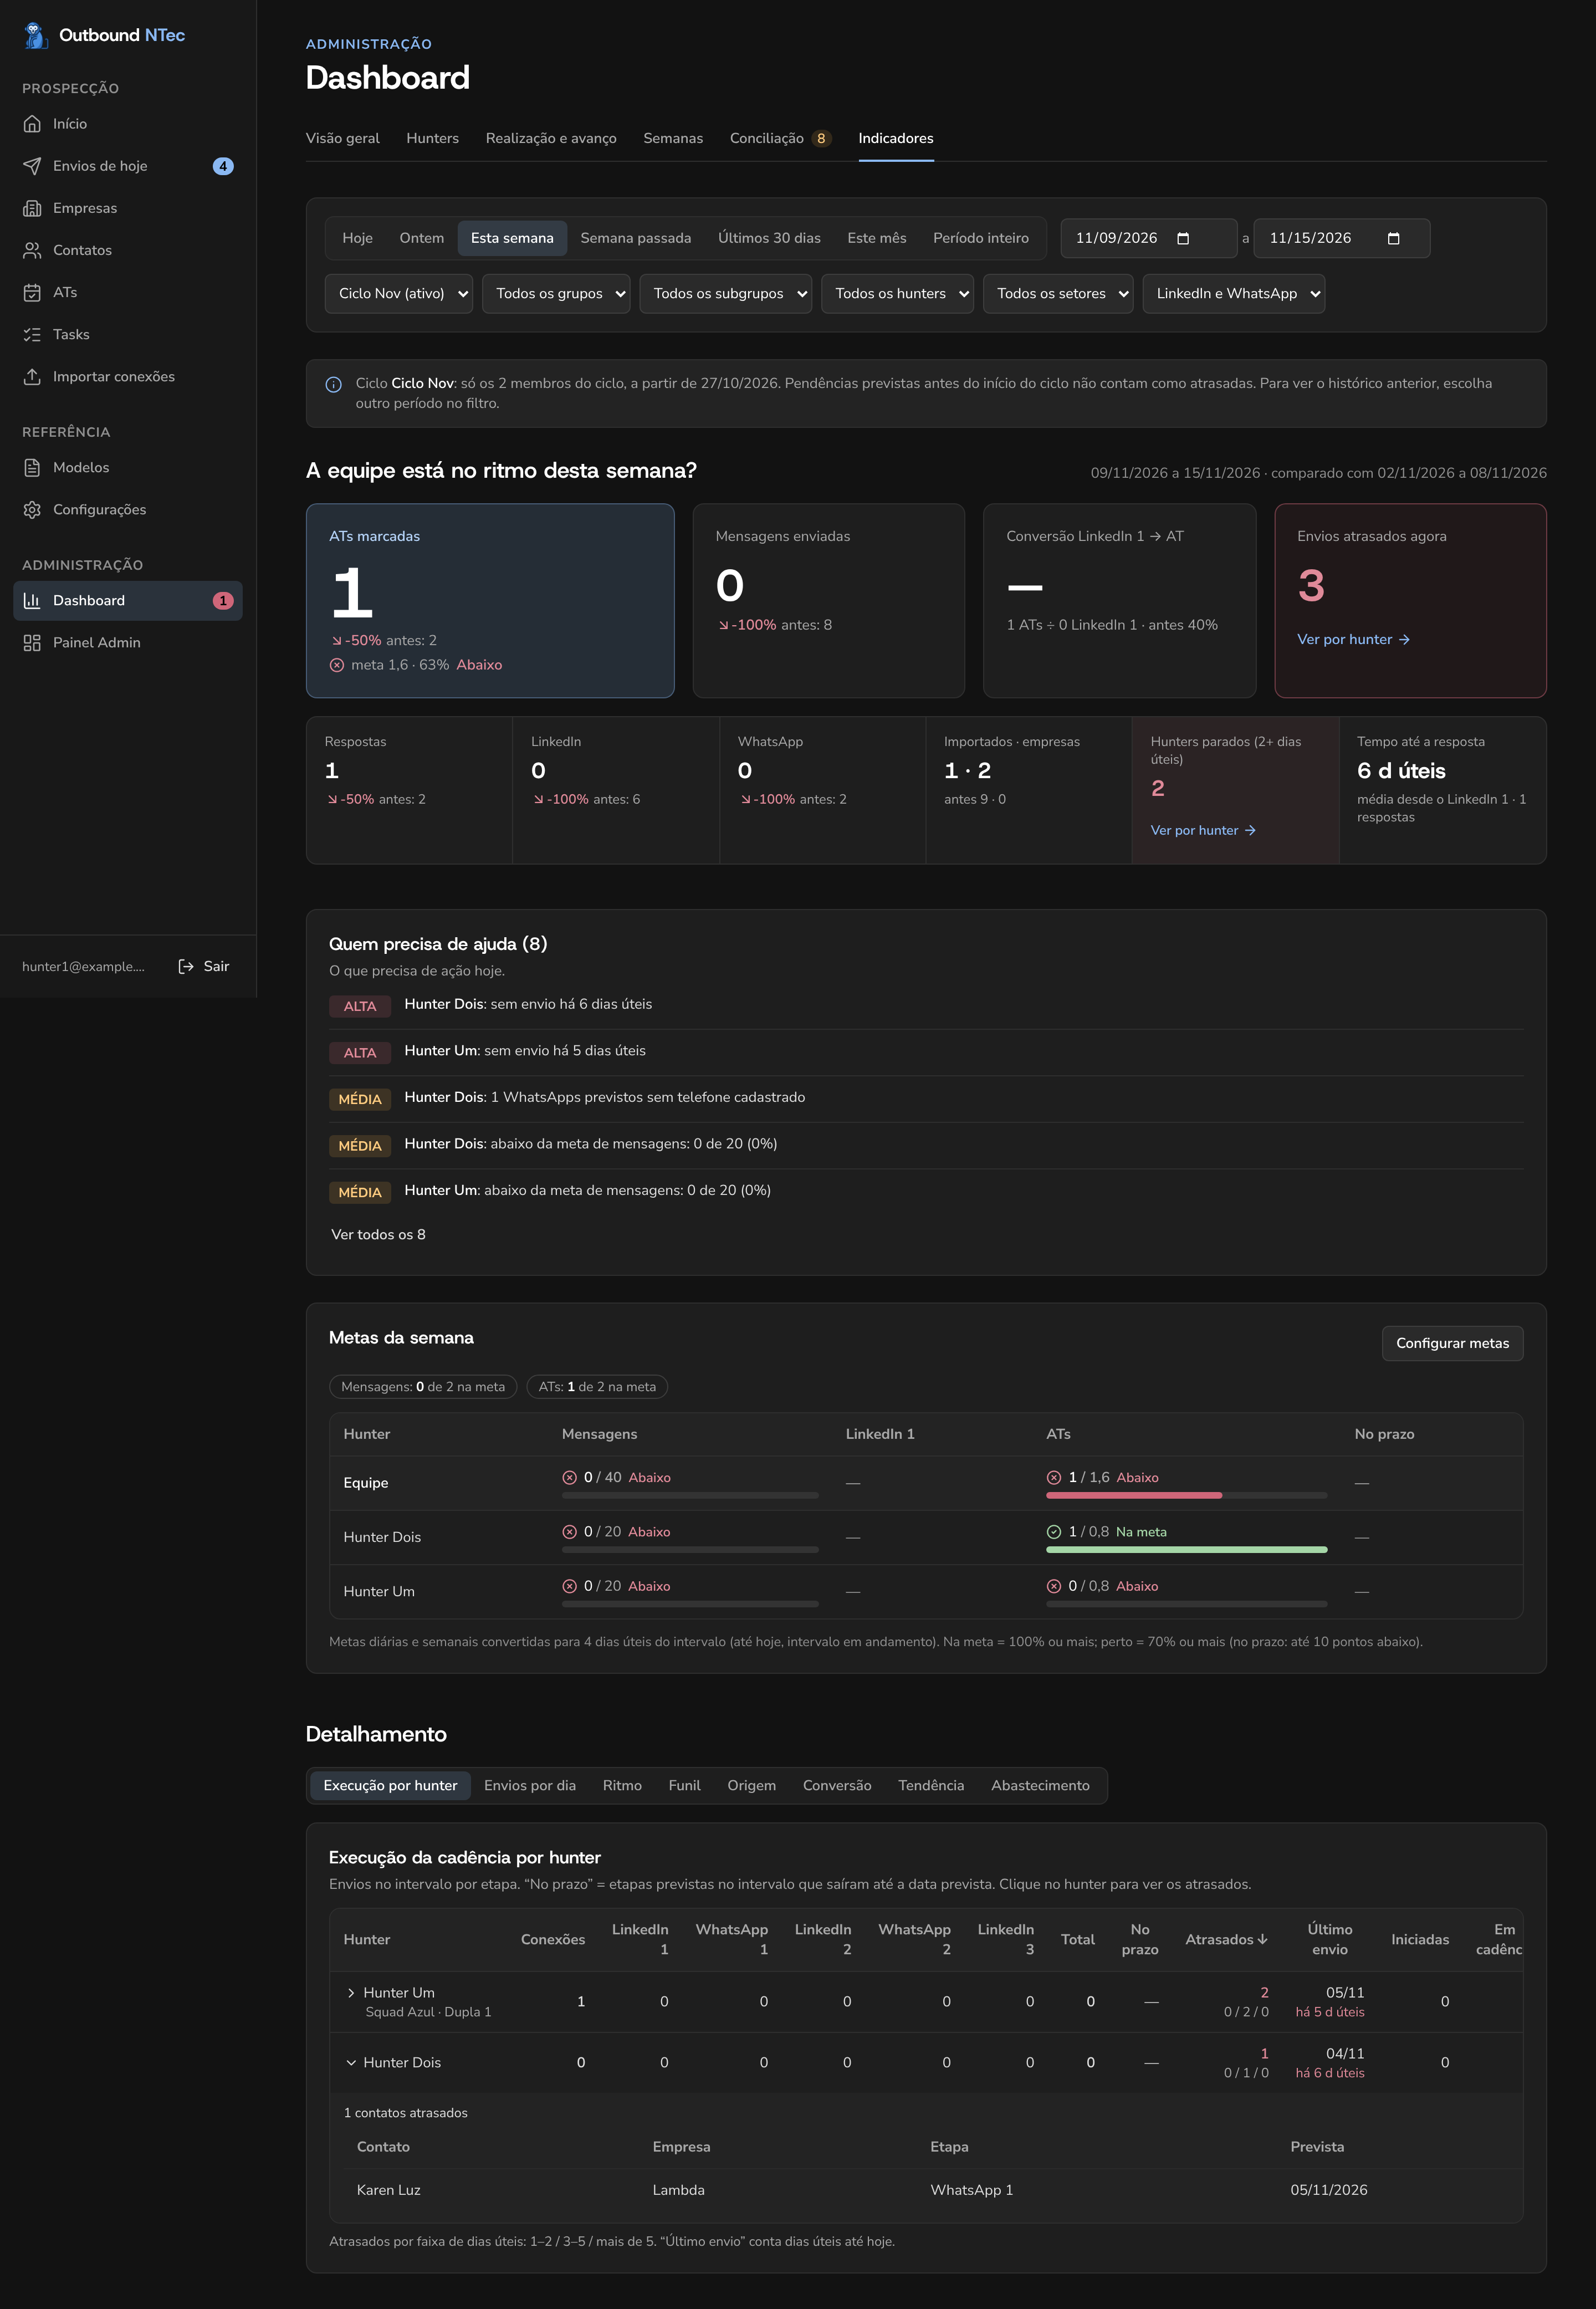 Outbound NTec
PROSPECÇÃO
Início
Envios de hoje 4
Empresas
Contatos
ATs
Tasks
Importar conexões
REFERÊNCIA
Modelos
Configurações
ADMINISTRAÇÃO
Dashboard 1
Painel Admin
hunter1@example.... Sair
ADMINISTRAÇÃO
Dashboard
Visão geral Hunters Realização e avanço Semanas Conciliação 8 Indicadores
Hoje Ontem Esta semana Semana passada Últimos 30 dias Este mês Período inteiro 11/09/2026 a 11/15/2026
Ciclo Nov (ativo) Todos os grupos Todos os subgrupos Todos os hunters Todos os setores LinkedIn e WhatsApp
Ciclo Ciclo Nov: só os 2 membros do ciclo, a partir de 27/10/2026. Pendências previstas antes do início do ciclo não contam como atrasadas. Para ver o histórico anterior, escolha
outro período no filtro.
A equipe está no ritmo desta semana? 09/11/2026 a 15/11/2026 · comparado com 02/11/2026 a 08/11/2026
ATs marcadas
1
↘ -50% antes: 2
meta 1,6 · 63% Abaixo
Mensagens enviadas
0
↘ -100% antes: 8
Conversão LinkedIn 1 → AT
—
1 ATs ÷ 0 LinkedIn 1 · antes 40%
Envios atrasados agora
3
Ver por hunter →
Respostas
1
↘ -50% antes: 2
LinkedIn
0
↘ -100% antes: 6
WhatsApp
0
↘ -100% antes: 2
Importados · empresas
1 · 2
antes 9 · 0
Hunters parados (2+ dias
úteis)
2
Ver por hunter →
Tempo até a resposta
6 d úteis
média desde o LinkedIn 1 · 1
respostas
Quem precisa de ajuda (8)
O que precisa de ação hoje.
ALTA Hunter Dois: sem envio há 6 dias úteis
ALTA Hunter Um: sem envio há 5 dias úteis
MÉDIA Hunter Dois: 1 WhatsApps previstos sem telefone cadastrado
MÉDIA Hunter Dois: abaixo da meta de mensagens: 0 de 20 (0%)
MÉDIA Hunter Um: abaixo da meta de mensagens: 0 de 20 (0%)
Ver todos os 8
Metas da semana Configurar metas
Mensagens: 0 de 2 na meta ATs: 1 de 2 na meta
Hunter Mensagens LinkedIn 1 ATs No prazo
Equipe 0 / 40 Abaixo — 1 / 1,6 Abaixo —
Hunter Dois 0 / 20 Abaixo — 1 / 0,8 Na meta —
Hunter Um 0 / 20 Abaixo — 0 / 0,8 Abaixo —
Metas diárias e semanais convertidas para 4 dias úteis do intervalo (até hoje, intervalo em andamento). Na meta = 100% ou mais; perto = 70% ou mais (no prazo: até 10 pontos abaixo).
Detalhamento
Execução por hunter Envios por dia Ritmo Funil Origem Conversão Tendência Abastecimento
Execução da cadência por hunter
Envios no intervalo por etapa. “No prazo” = etapas previstas no intervalo que saíram até a data prevista. Clique no hunter para ver os atrasados.
Hunter Conexões LinkedIn 1 WhatsApp 1 LinkedIn 2 WhatsApp 2 LinkedIn 3 Total No prazo Atrasados ↓ Último envio Iniciadas Em cadênc
Hunter Um 1 0 0 0 0 0 0 — 2 05/11 0
Squad Azul · Dupla 1 0 / 2 / 0 há 5 d úteis
Hunter Dois 0 0 0 0 0 0 0 — 1 04/11 0
0 / 1 / 0 há 6 d úteis
1 contatos atrasados
Contato Empresa Etapa Prevista
Karen Luz Lambda WhatsApp 1 05/11/2026
Atrasados por faixa de dias úteis: 1–2 / 3–5 / mais de 5. “Último envio” conta dias úteis até hoje.